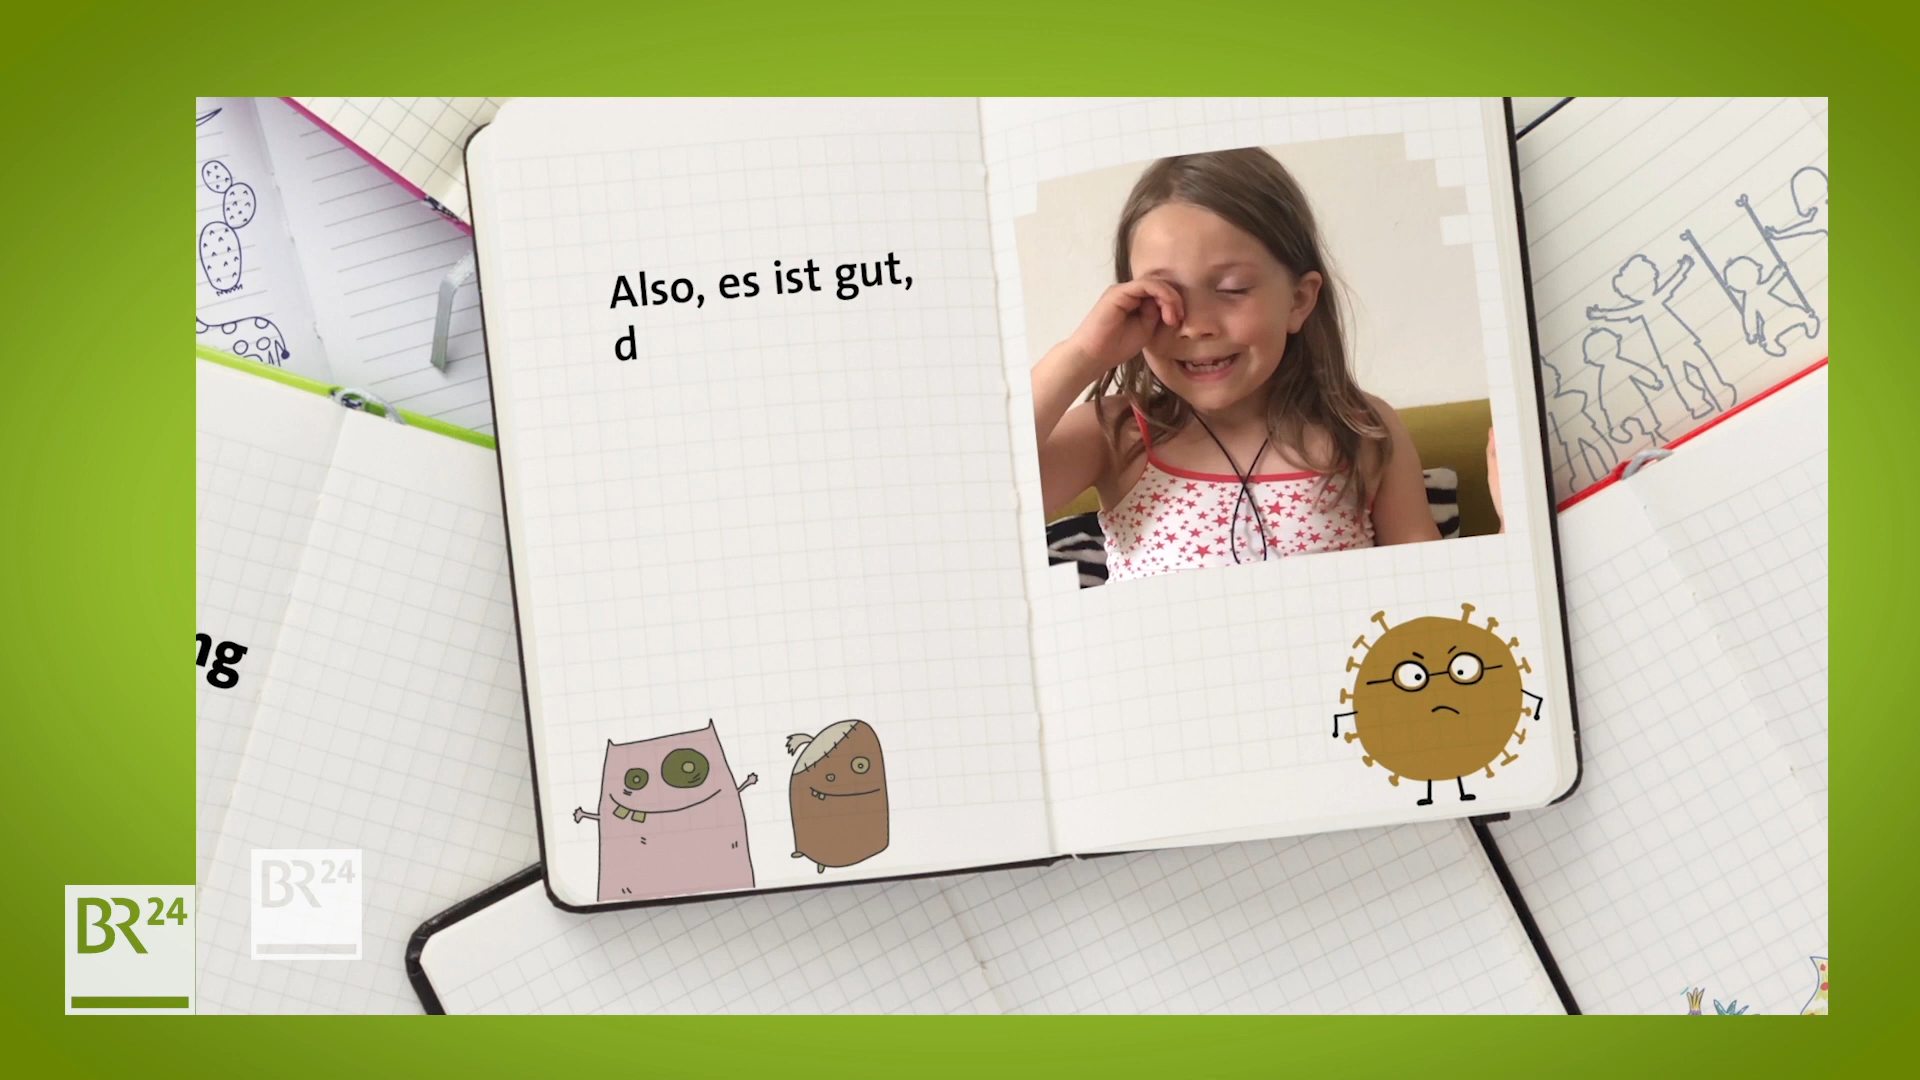 Also, es ist gut,
d
ng
BR24
BR24